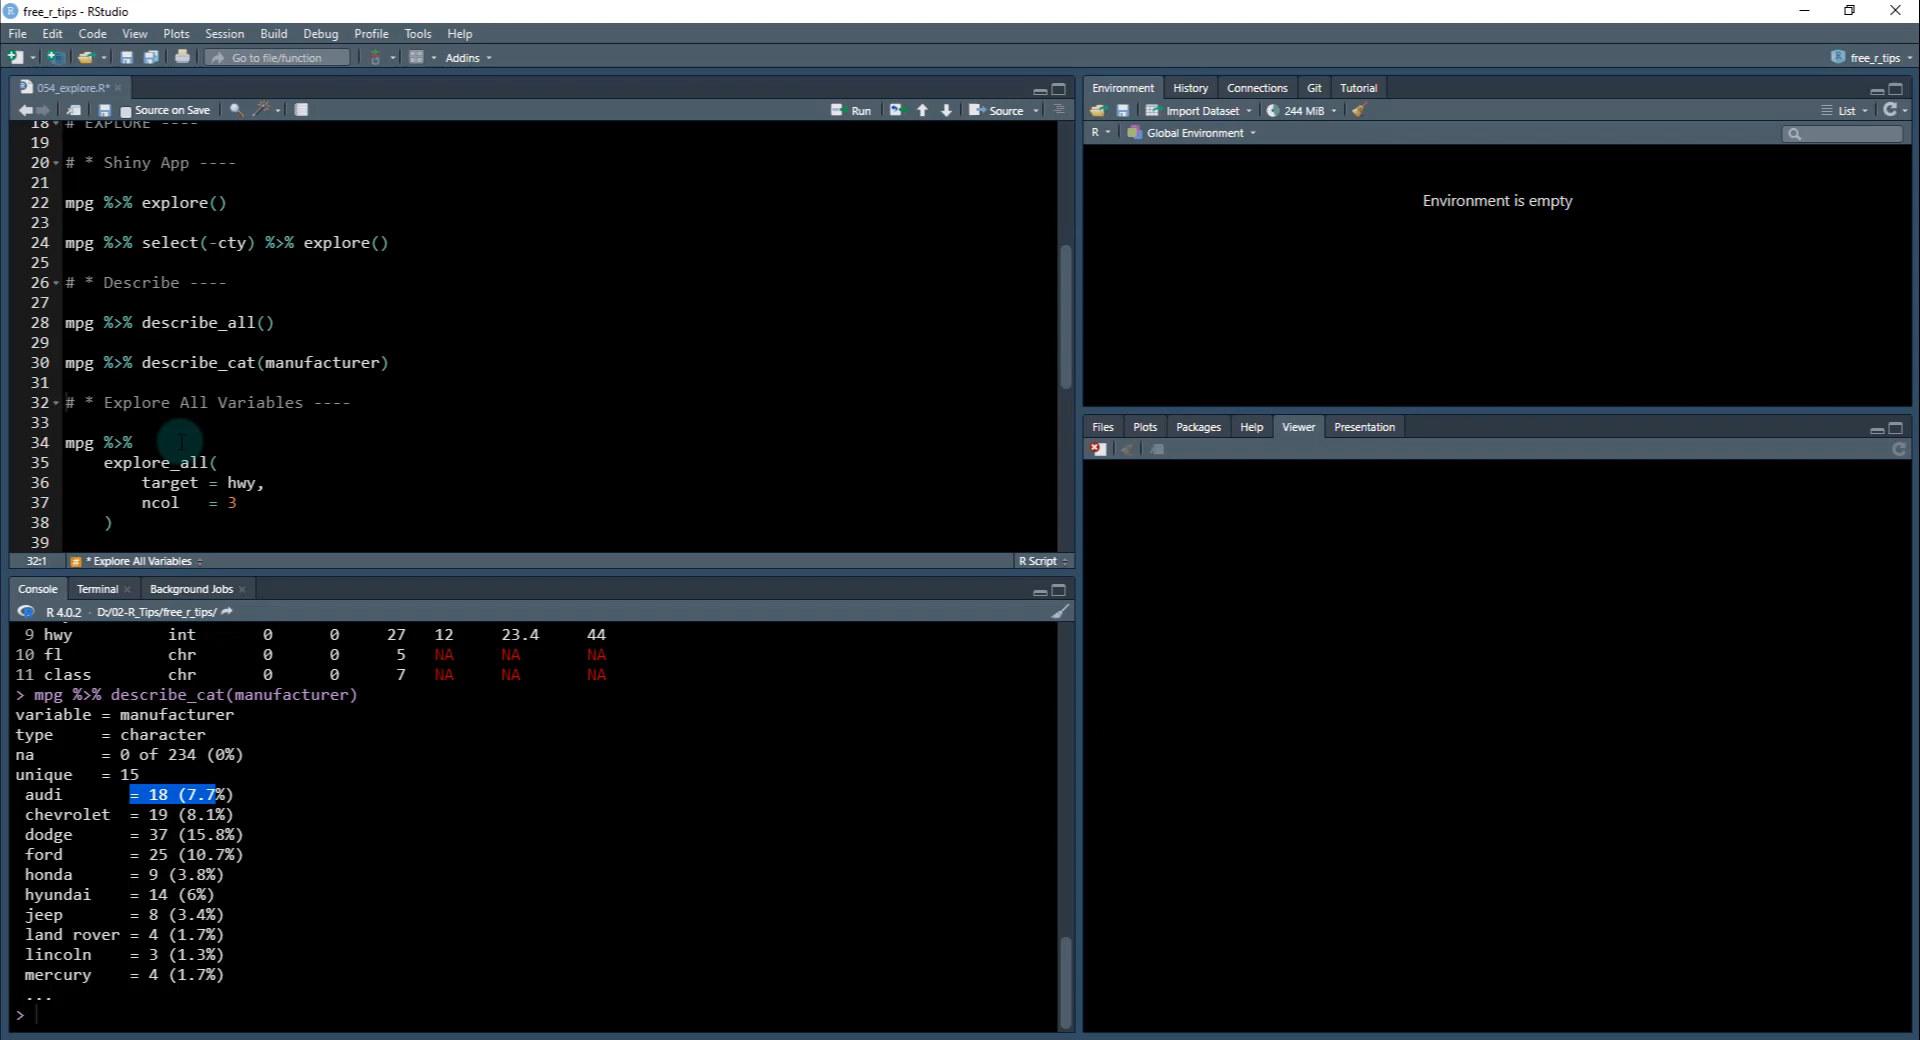 free_r_tips - RStudio
File Edit Code View Plots Session Build Debug Profile Tools Help
Go to file/function Addins free_r_tips
054_explore.R*
Source on Save Run Source
18 # EXPLORE ----
19
20 # * Shiny App ----
21
22 mpg %>% explore()
23
24 mpg %>% select(-cty) %>% explore()
25
26 # * Describe ----
27
28 mpg %>% describe_all()
29
30 mpg %>% describe_cat(manufacturer)
31
32 # * Explore All Variables ----
33
34 mpg %>%
35 explore_all(
36 target = hwy,
37 ncol = 3
38 )
39
32:1 # * Explore All Variables R Script
Console Terminal Background Jobs
R 4.0.2 · D:/02-R_Tips/free_r_tips/
9 hwy int 0 0 27 12 23.4 44
10 fl chr 0 0 5 NA NA NA
11 class chr 0 0 7 NA NA NA
> mpg %>% describe_cat(manufacturer)
variable = manufacturer
type = character
na = 0 of 234 (0%)
unique = 15
audi = 18 (7.7%)
chevrolet = 19 (8.1%)
dodge = 37 (15.8%)
ford = 25 (10.7%)
honda = 9 (3.8%)
hyundai = 14 (6%)
jeep = 8 (3.4%)
land rover = 4 (1.7%)
lincoln = 3 (1.3%)
mercury = 4 (1.7%)
...
>
Environment History Connections Git Tutorial
Import Dataset 244 MiB List
R Global Environment
Environment is empty
Files Plots Packages Help Viewer Presentation